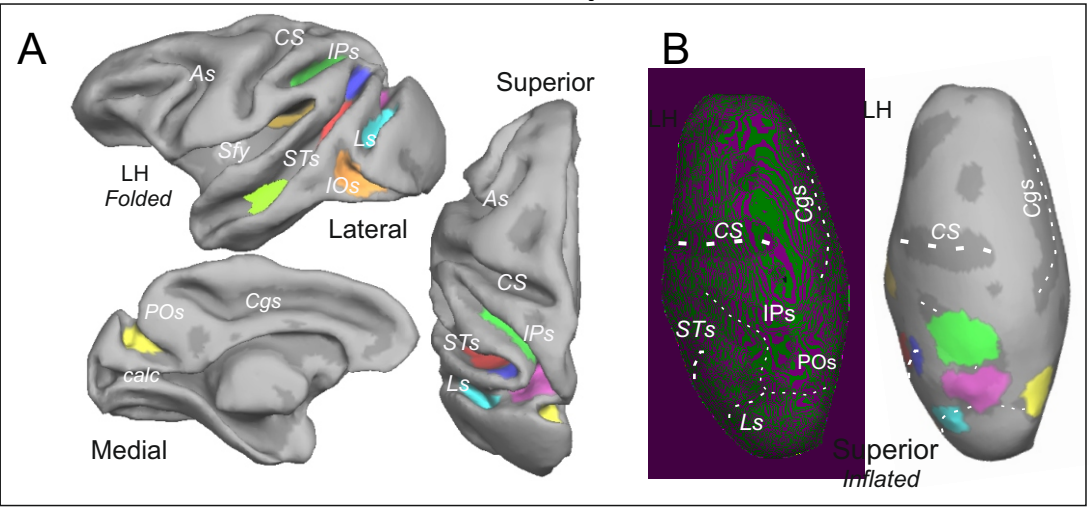 A
CS
IPs
As
Sfy
STs
Ls
IOs
LH
Folded
Lateral
POs
Cgs
calc
Medial
Superior
As
CS
IPs
STs
Ls
B
LH
Cgs
CS
IPs
STs
POs
Ls
LH
Cgs
CS
Superior
Inflated